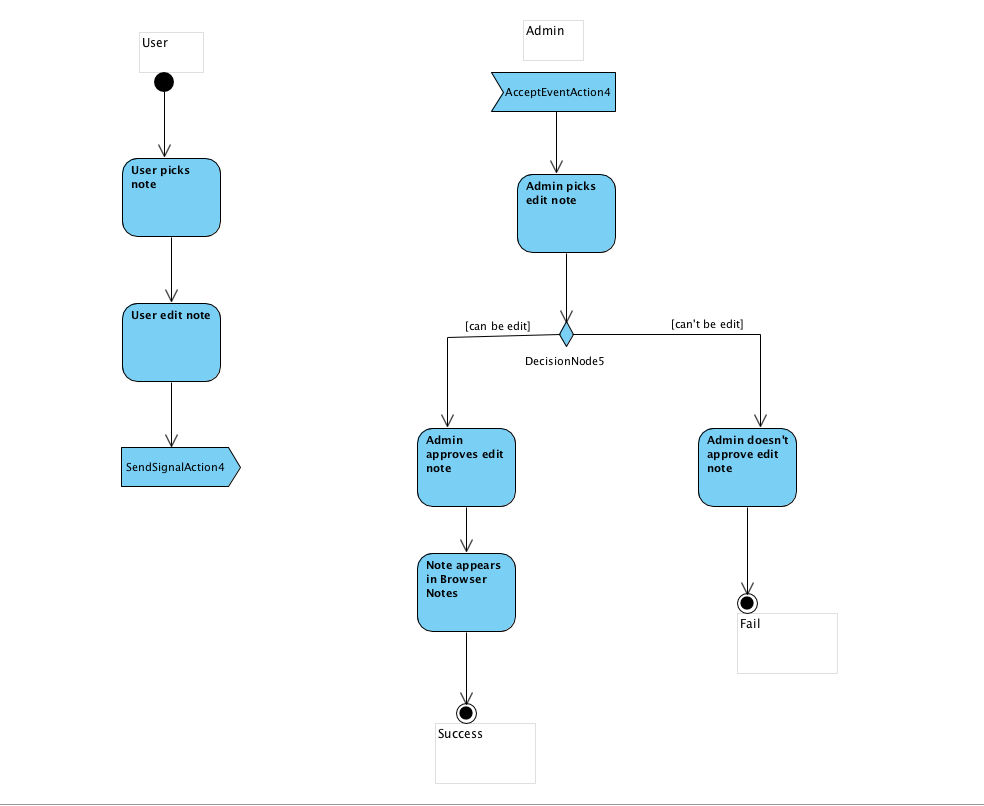 User
User picks
note
User edit note
SendSignalAction4
Admin
AcceptEventAction4
Admin picks
edit note
[can be edit]
[can't be edit]
DecisionNode5
Admin
approves edit
note
Note appears
in Browser
Notes
Success
Admin doesn't
approve edit
note
Fail